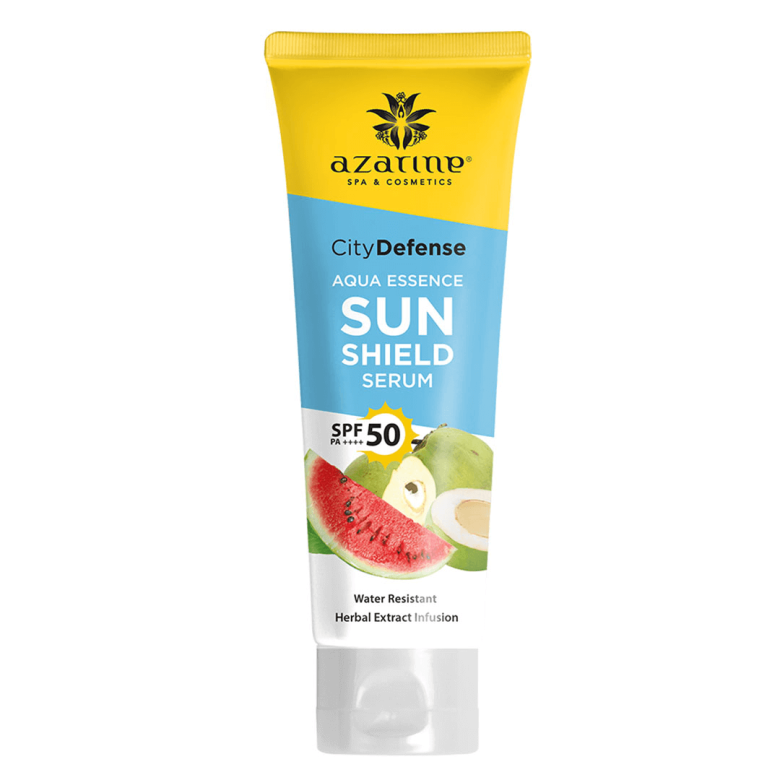 azarine®
SPA & COSMETICS
CityDefense
AQUA ESSENCE
SUN
SHIELD
SERUM
SPF 50
PA ++++
Water Resistant
Herbal Extract Infusion